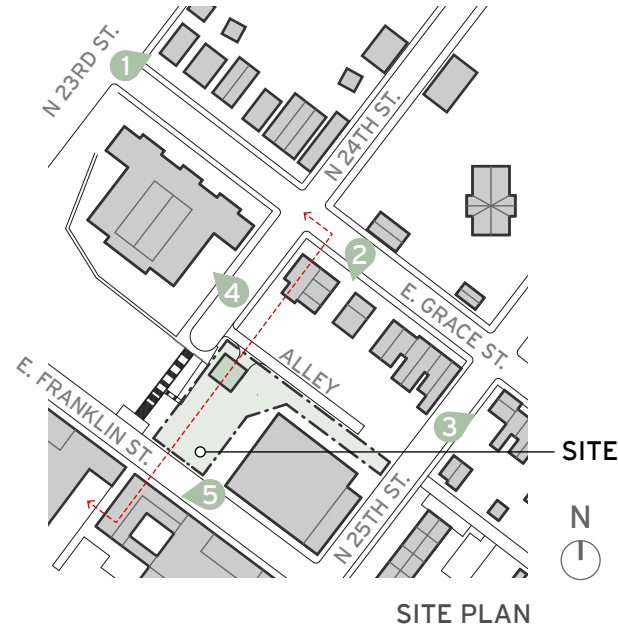 1
N 23RD ST.
N 24TH ST.
2
4
E. GRACE ST.
ALLEY
E. FRANKLIN ST.
3
SITE
5
N 25TH ST.
N
SITE PLAN